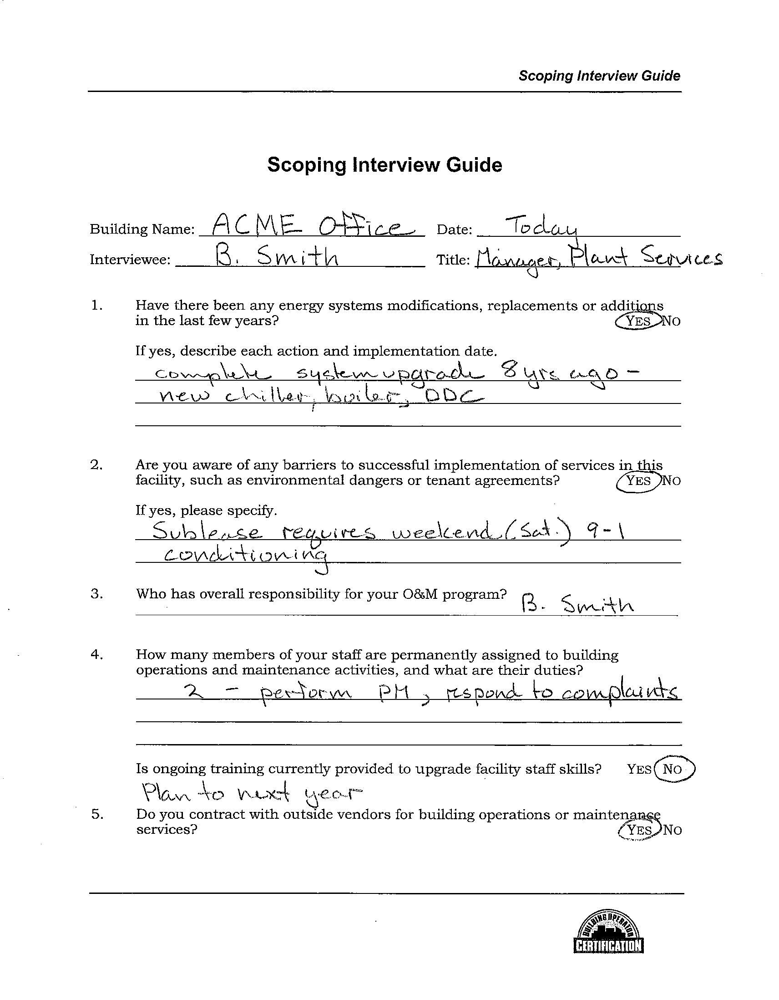 Scoping Interview Guide
Scoping Interview Guide
Building Name: ACME Office Date: Today
Interviewee: B. Smith Title: Manager, Plant Services
1. Have there been any energy systems modifications, replacements or additions
in the last few years? YES NO
If yes, describe each action and implementation date.
complete system upgrade 8 yrs ago -
new chiller, boiler, DDC
2. Are you aware of any barriers to successful implementation of services in this
facility, such as environmental dangers or tenant agreements? YES NO
If yes, please specify.
Sublease requires weekend (Sat.) 9-1
conditioning
3. Who has overall responsibility for your O&M program? B. Smith
4. How many members of your staff are permanently assigned to building
operations and maintenance activities, and what are their duties?
2 - perform PM, respond to complaints
Is ongoing training currently provided to upgrade facility staff skills? YES NO
Plan to next year
5. Do you contract with outside vendors for building operations or maintenance
services? YES NO
BUILDING OPERATOR
CERTIFICATION